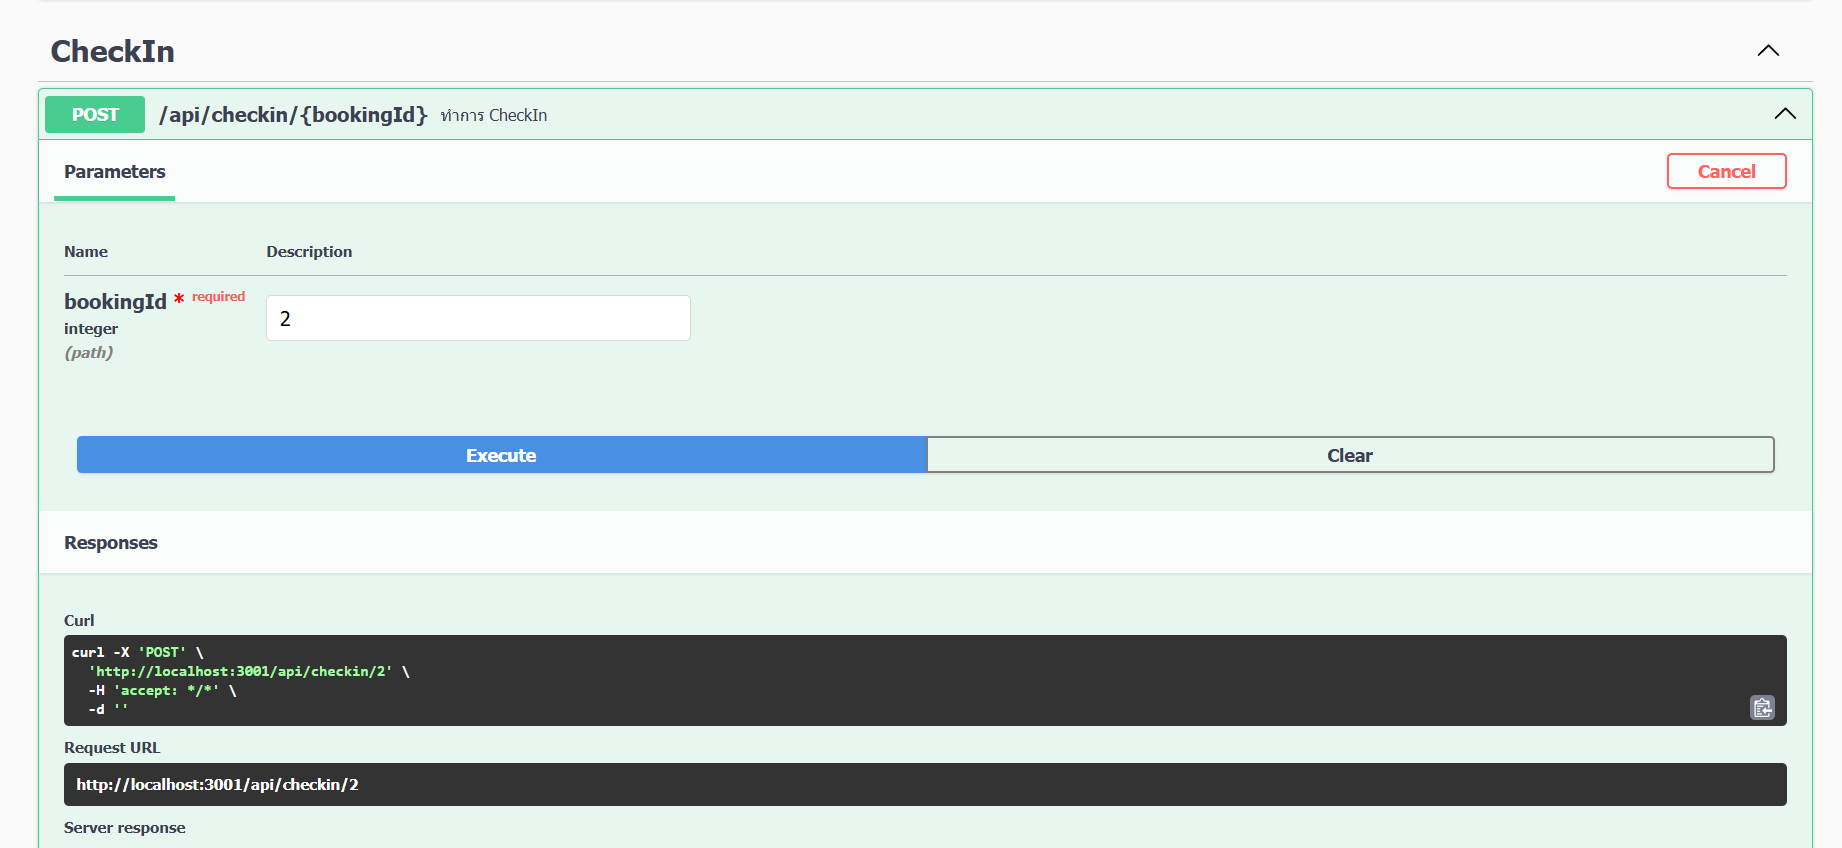 CheckIn
POST /api/checkin/{bookingId} ทำการ CheckIn
Parameters
Cancel
Name Description
bookingId * required
integer
(path)
2
Execute
Clear
Responses
Curl
curl -X 'POST' \
'http://localhost:3001/api/checkin/2' \
-H 'accept: */*' \
-d ''
Request URL
http://localhost:3001/api/checkin/2
Server response